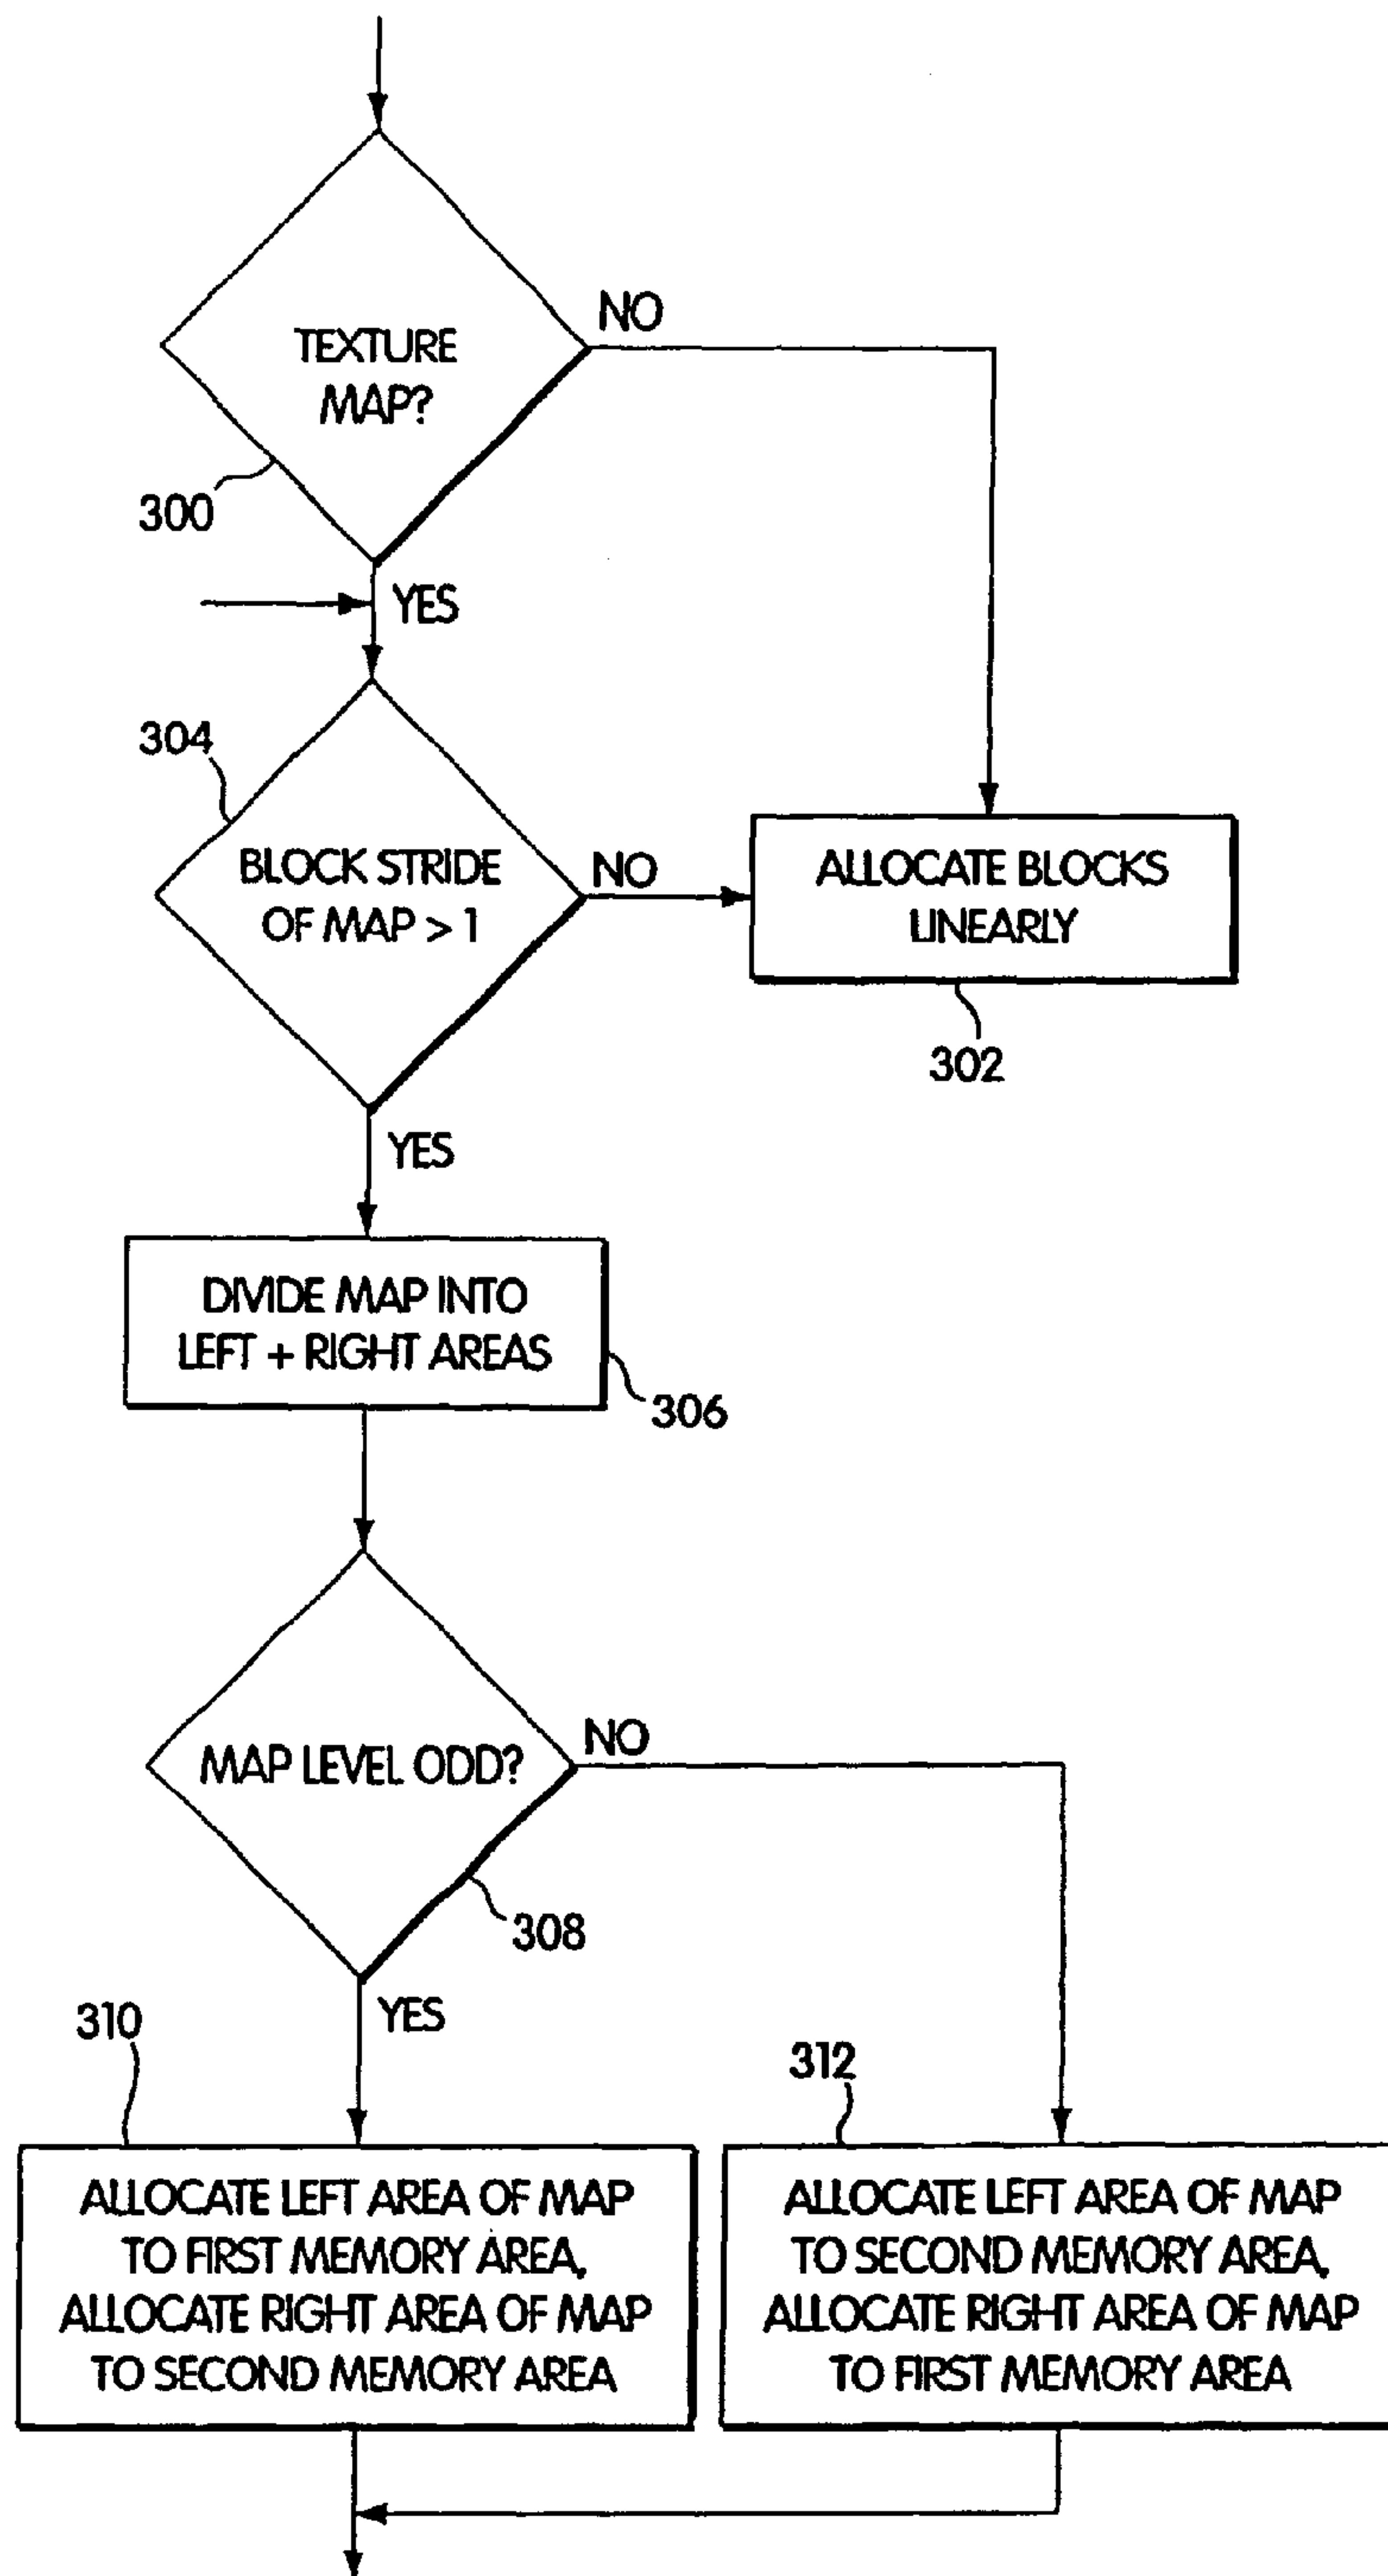 NO
TEXTURE
MAP?
300
YES
304
BLOCK STRIDE
OF MAP > 1
NO
ALLOCATE BLOCKS
LINEARLY
302
YES
DIVIDE MAP INTO
LEFT + RIGHT AREAS
306
NO
MAP LEVEL ODD?
308
YES
310
312
ALLOCATE LEFT AREA OF MAP
TO FIRST MEMORY AREA,
ALLOCATE RIGHT AREA OF MAP
TO SECOND MEMORY AREA
ALLOCATE LEFT AREA OF MAP
TO SECOND MEMORY AREA,
ALLOCATE RIGHT AREA OF MAP
TO FIRST MEMORY AREA